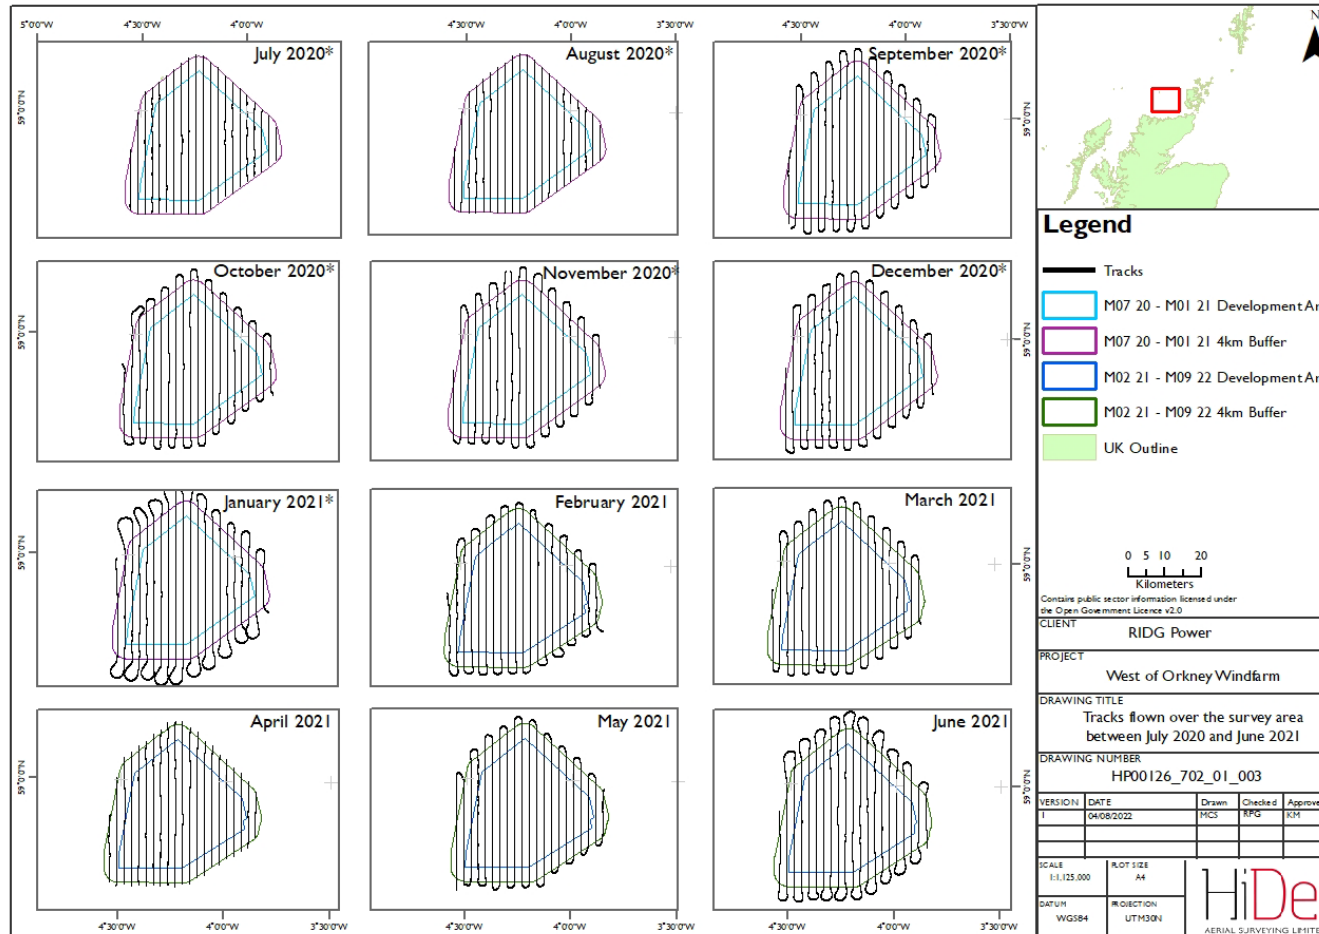 5°0'0"W 4°30'0"W 4°0'0"W 4°30'0"W 4°0'0"W 3°30'0"W 4°30'0"W 4°0'0"W 3°30'0"W
July 2020*
August 2020*
September 2020*
59°0'0"N
59°0'0"N
October 2020*
November 2020*
December 2020*
59°0'0"N
59°0'0"N
January 2021*
February 2021
March 2021
59°0'0"N
59°0'0"N
April 2021
May 2021
June 2021
59°0'0"N
59°0'0"N
4°30'0"W 4°0'0"W 3°30'0"W 4°30'0"W 4°0'0"W 3°30'0"W 4°30'0"W 4°0'0"W 3°30'0"W
N
Legend
Tracks
M07 20 - M01 21 Development Ar
M07 20 - M01 21 4km Buffer
M02 21 - M09 22 Development Ar
M02 21 - M09 22 4km Buffer
UK Outline
0 5 10 20
Kilometers
Contains public sector information licensed under
the Open Government Licence v2.0
CLIENT
RIDG Power
PROJECT
West of Orkney Windfarm
DRAWING TITLE
Tracks flown over the survey area
between July 2020 and June 2021
DRAWING NUMBER
HP00126_702_01_003
VERSION DATE Drawn Checked Approve
1 04/08/2022 MCS RPG KM
SCALE
1:1,125,000
PLOT SIZE
A4
DATUM
WGS84
PROJECTION
UTM30N
HiDe
AERIAL SURVEYING LIMITE